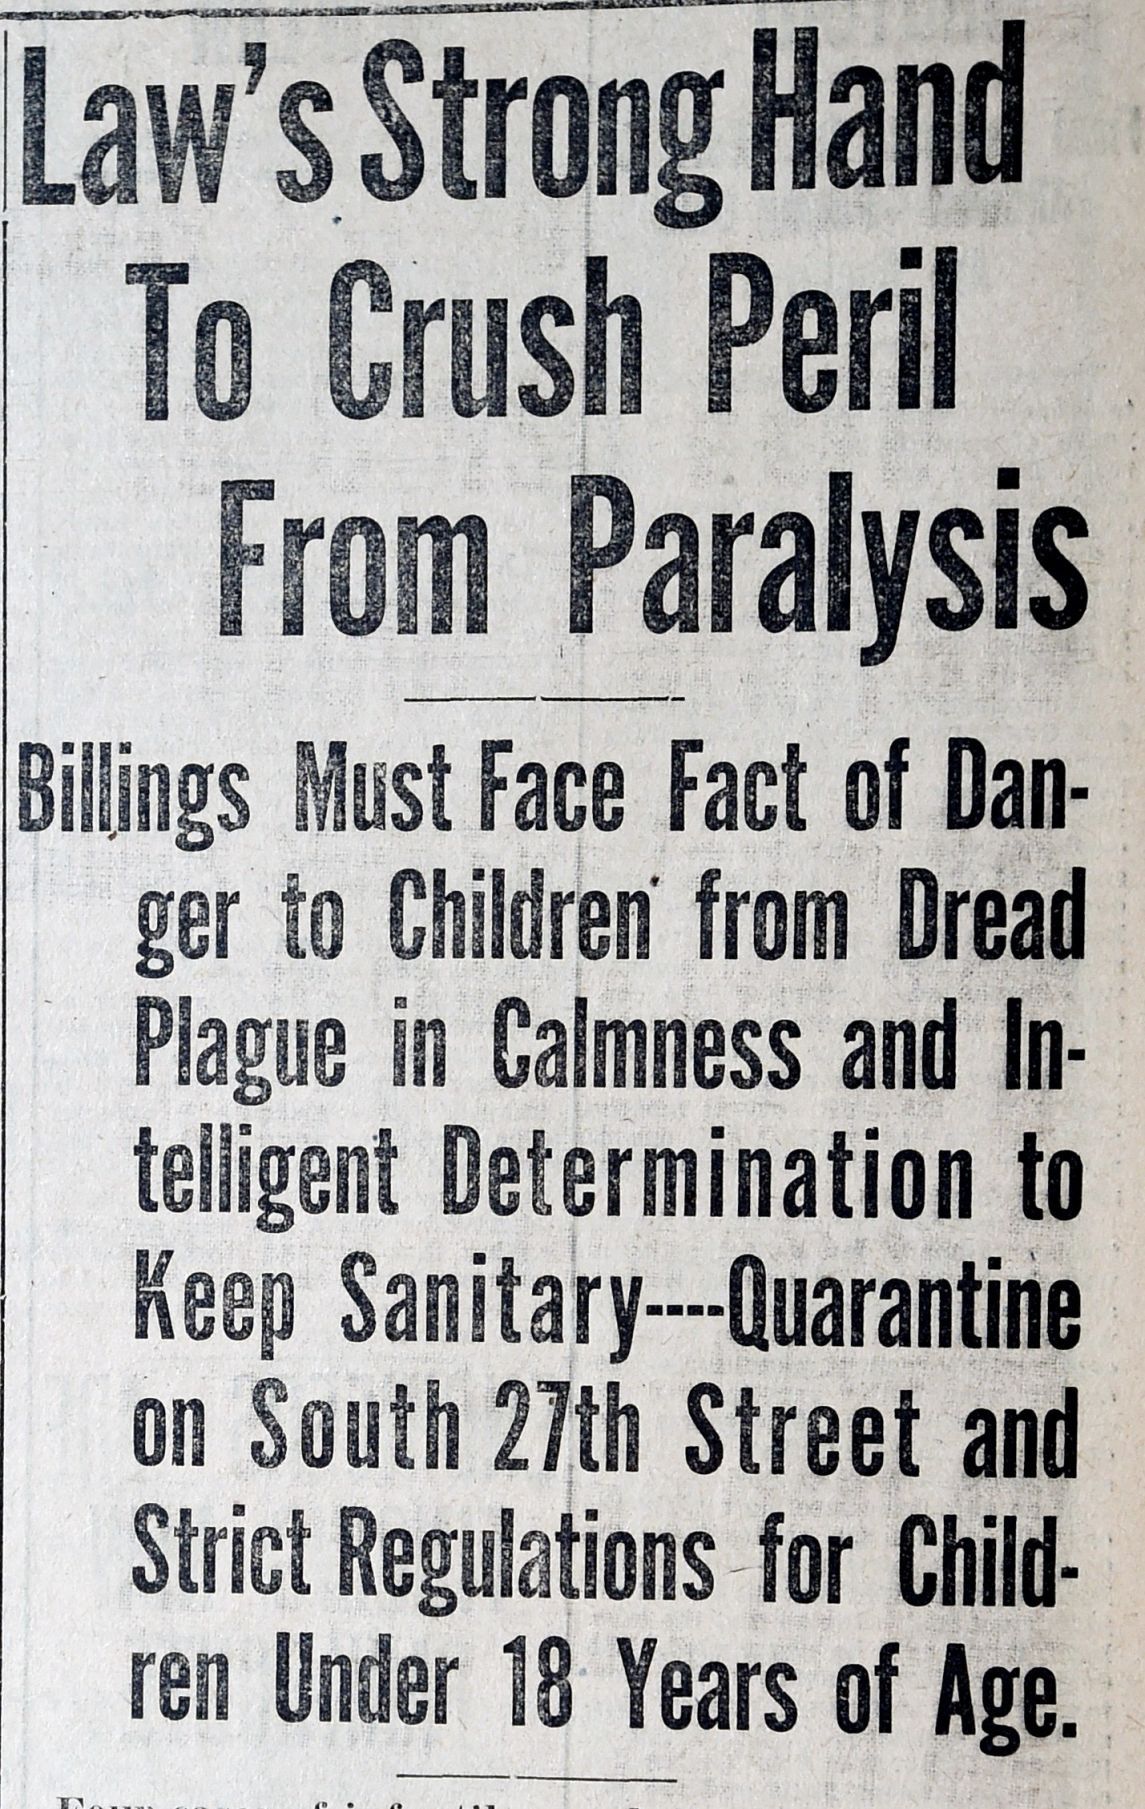 Law's Strong Hand
To Crush Peril
From Paralysis
Billings Must Face Fact of Dan-
ger to Children from Dread
Plague in Calmness and In-
telligent Determination to
Keep Sanitary----Quarantine
on South 27th Street and
Strict Regulations for Child-
ren Under 18 Years of Age.